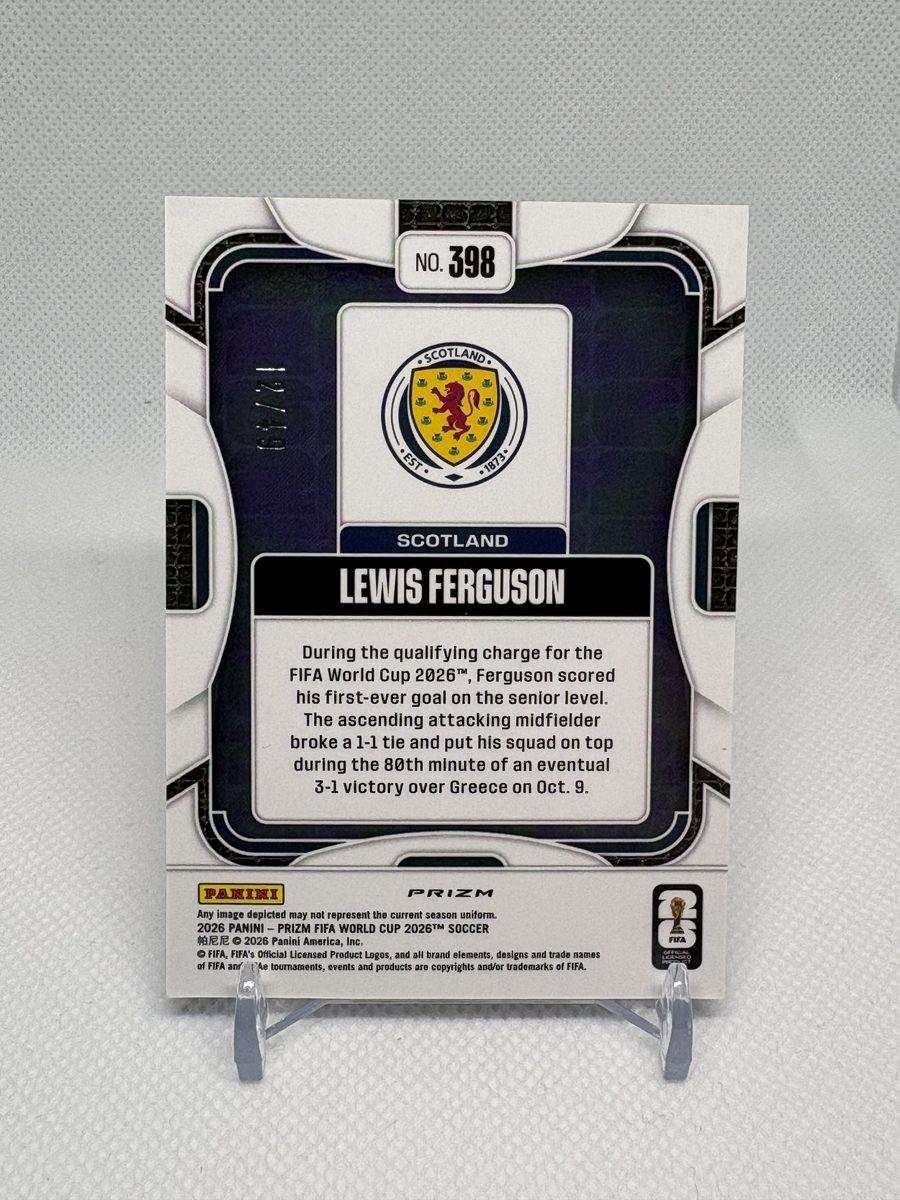 NO. 398
12/49
SCOTLAND
EST. 1873
SCOTLAND
LEWIS FERGUSON
During the qualifying charge for the
FIFA World Cup 2026™, Ferguson scored
his first-ever goal on the senior level.
The ascending attacking midfielder
broke a 1-1 tie and put his squad on top
during the 80th minute of an eventual
3-1 victory over Greece on Oct. 9.
PANINI
PRIZM
Any image depicted may not represent the current season uniform.
2026 PANINI – PRIZM FIFA WORLD CUP 2026™ SOCCER
帕尼尼 © 2026 Panini America, Inc.
© FIFA, FIFA's Official Licensed Product Logos, and all brand elements, designs and trade names
of FIFA and tournaments, events and products are copyrights and/or trademarks of FIFA.
26
FIFA
OFFICIAL
LICENSED
PRODUCT